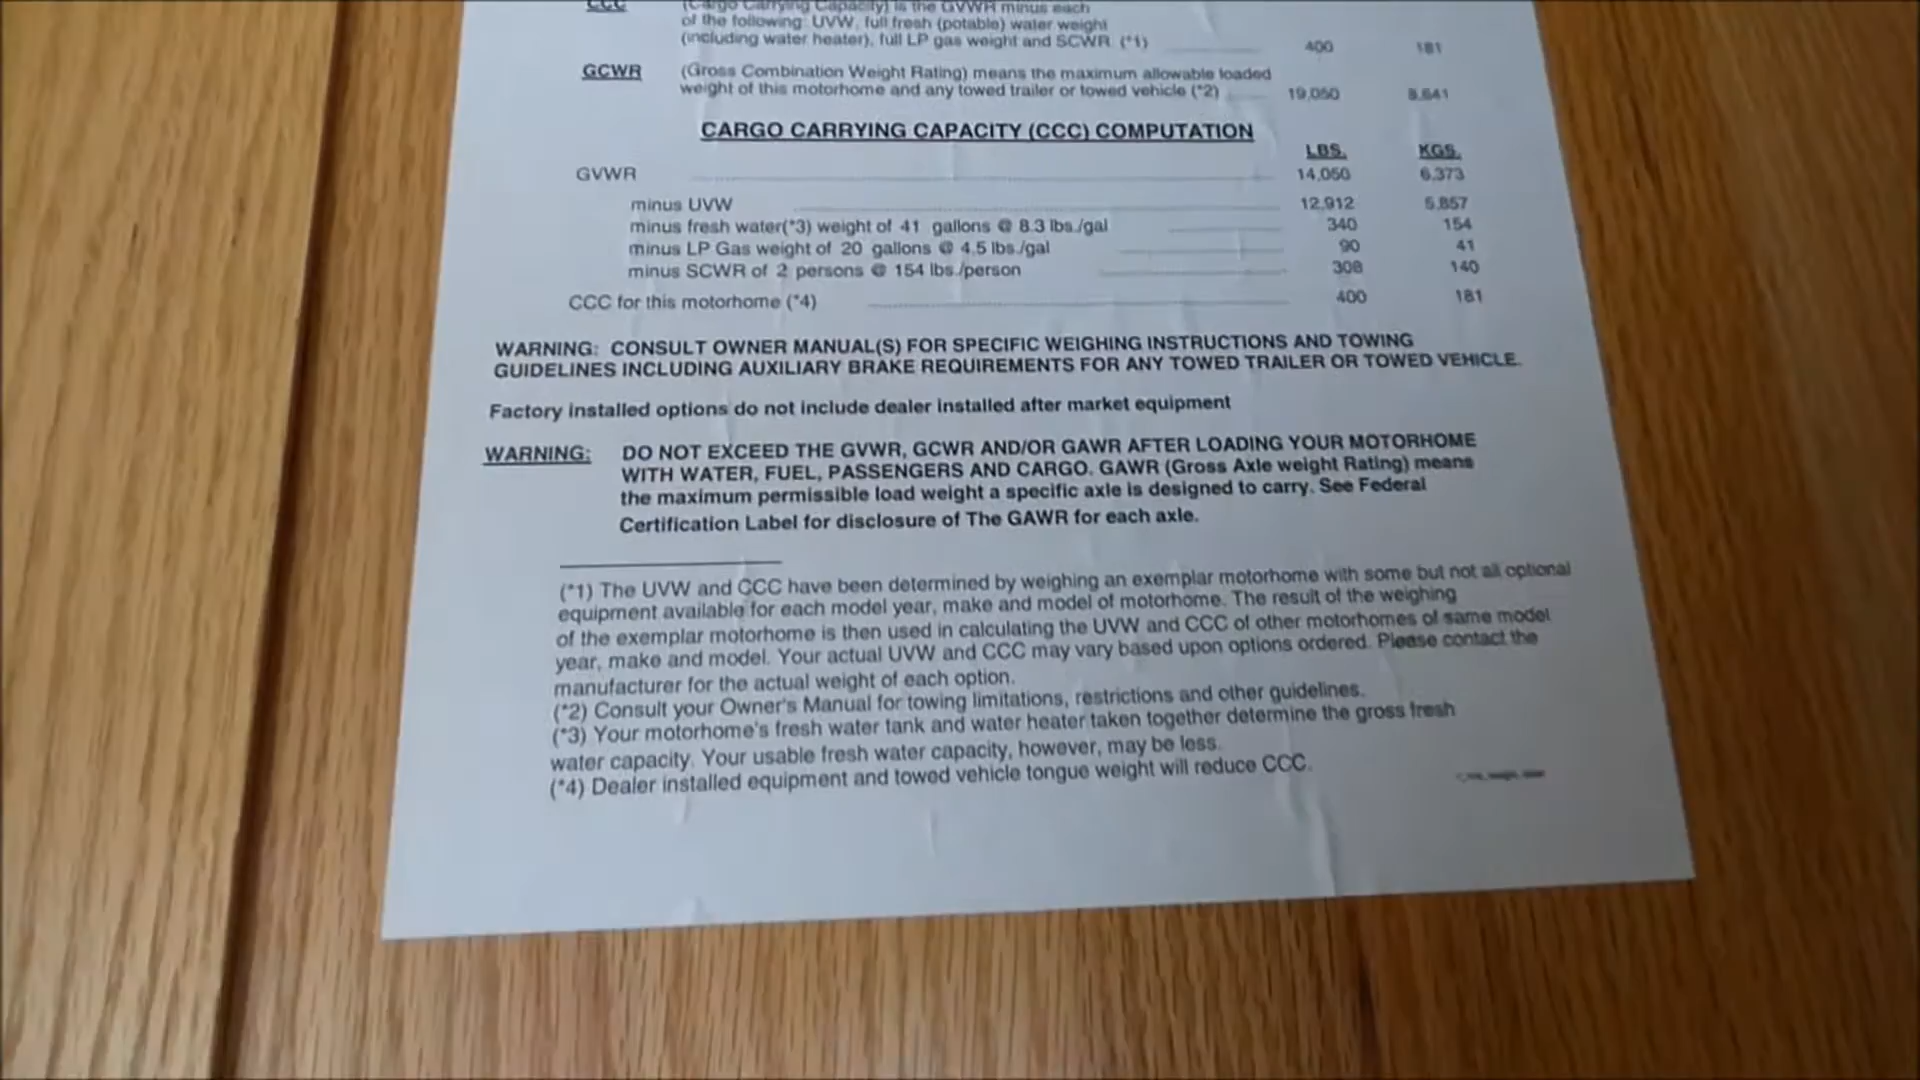 CCC (Cargo Carrying Capacity) is the GVWR minus each
of the following: UVW, full fresh (potable) water weight
(including water heater), full LP gas weight and SCWR. (*1) 400 181
GCWR (Gross Combination Weight Rating) means the maximum allowable loaded
weight of this motorhome and any towed trailer or towed vehicle (*2) 19,050 8,641
CARGO CARRYING CAPACITY (CCC) COMPUTATION
LBS. KGS.
GVWR 14,050 6,373
minus UVW 12,912 5,857
minus fresh water(*3) weight of 41 gallons @ 8.3 lbs./gal 340 154
minus LP Gas weight of 20 gallons @ 4.5 lbs./gal 90 41
minus SCWR of 2 persons @ 154 lbs./person 308 140
CCC for this motorhome (*4) 400 181
WARNING: CONSULT OWNER MANUAL(S) FOR SPECIFIC WEIGHING INSTRUCTIONS AND TOWING
GUIDELINES INCLUDING AUXILIARY BRAKE REQUIREMENTS FOR ANY TOWED TRAILER OR TOWED VEHICLE.
Factory installed options do not include dealer installed after market equipment
WARNING: DO NOT EXCEED THE GVWR, GCWR AND/OR GAWR AFTER LOADING YOUR MOTORHOME
WITH WATER, FUEL, PASSENGERS AND CARGO. GAWR (Gross Axle weight Rating) means
the maximum permissible load weight a specific axle is designed to carry. See Federal
Certification Label for disclosure of The GAWR for each axle.
(*1) The UVW and CCC have been determined by weighing an exemplar motorhome with some but not all optional
equipment available for each model year, make and model of motorhome. The result of the weighing
of the exemplar motorhome is then used in calculating the UVW and CCC of other motorhomes of same model
year, make and model. Your actual UVW and CCC may vary based upon options ordered. Please contact the
manufacturer for the actual weight of each option.
(*2) Consult your Owner's Manual for towing limitations, restrictions and other guidelines.
(*3) Your motorhome's fresh water tank and water heater taken together determine the gross fresh
water capacity. Your usable fresh water capacity, however, may be less.
(*4) Dealer installed equipment and towed vehicle tongue weight will reduce CCC.